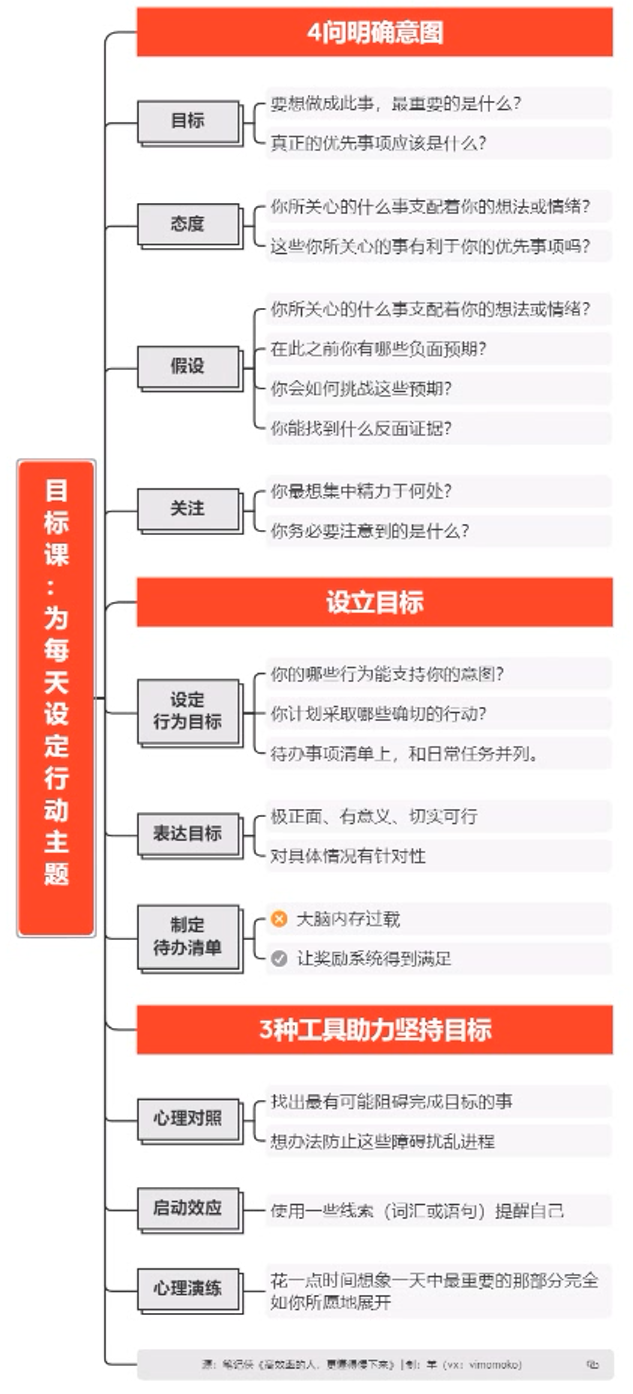 目标课：为每天设定行动主题
4问明确意图
目标
要想做成此事，最重要的是什么？
真正的优先事项应该是什么？
态度
你所关心的什么事支配着你的想法或情绪？
这些你所关心的事有利于你的优先事项吗？
假设
你所关心的什么事支配着你的想法或情绪？
在此之前你有哪些负面预期？
你会如何挑战这些预期？
你能找到什么反面证据？
关注
你最想集中精力于何处？
你务必要注意到的是什么？
设立目标
设定
行为目标
你的哪些行为能支持你的意图？
你计划采取哪些确切的行动？
待办事项清单上，和日常任务并列。
表达目标
极正面、有意义、切实可行
对具体情况有针对性
制定
待办清单
大脑内存过载
让奖励系统得到满足
3种工具助力坚持目标
心理对照
找出最有可能阻碍完成目标的事
想办法防止这些障碍扰乱进程
启动效应
使用一些线索（词汇或语句）提醒自己
心理演练
花一点时间想象一天中最重要的那部分完全
如你所愿地展开
源：笔记侠《高效率的人，更懂得慢下来》|制：羊（vx：vimomoko）